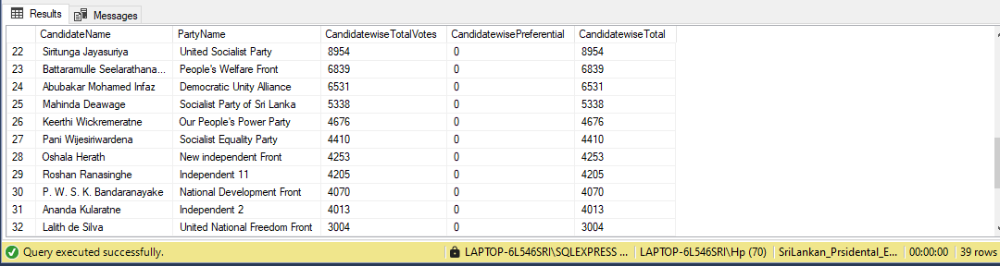 Results Messages
CandidateName PartyName CandidatewiseTotalVotes CandidatewisePreferential CandidatewiseTotal
22 Siritunga Jayasuriya United Socialist Party 8954 0 8954
23 Battaramulle Seelarathana... People's Welfare Front 6839 0 6839
24 Abubakar Mohamed Infaz Democratic Unity Alliance 6531 0 6531
25 Mahinda Deawage Socialist Party of Sri Lanka 5338 0 5338
26 Keerthi Wickremeratne Our People's Power Party 4676 0 4676
27 Pani Wijesiriwardena Socialist Equality Party 4410 0 4410
28 Oshala Herath New independent Front 4253 0 4253
29 Roshan Ranasinghe Independent 11 4205 0 4205
30 P. W. S. K. Bandaranayake National Development Front 4070 0 4070
31 Ananda Kularatne Independent 2 4013 0 4013
32 Lalith de Silva United National Freedom Front 3004 0 3004
Query executed successfully. LAPTOP-6L546SRI\SQLEXPRESS ... LAPTOP-6L546SRI\Hp (70) SriLankan_Prsidental_E... 00:00:00 39 rows